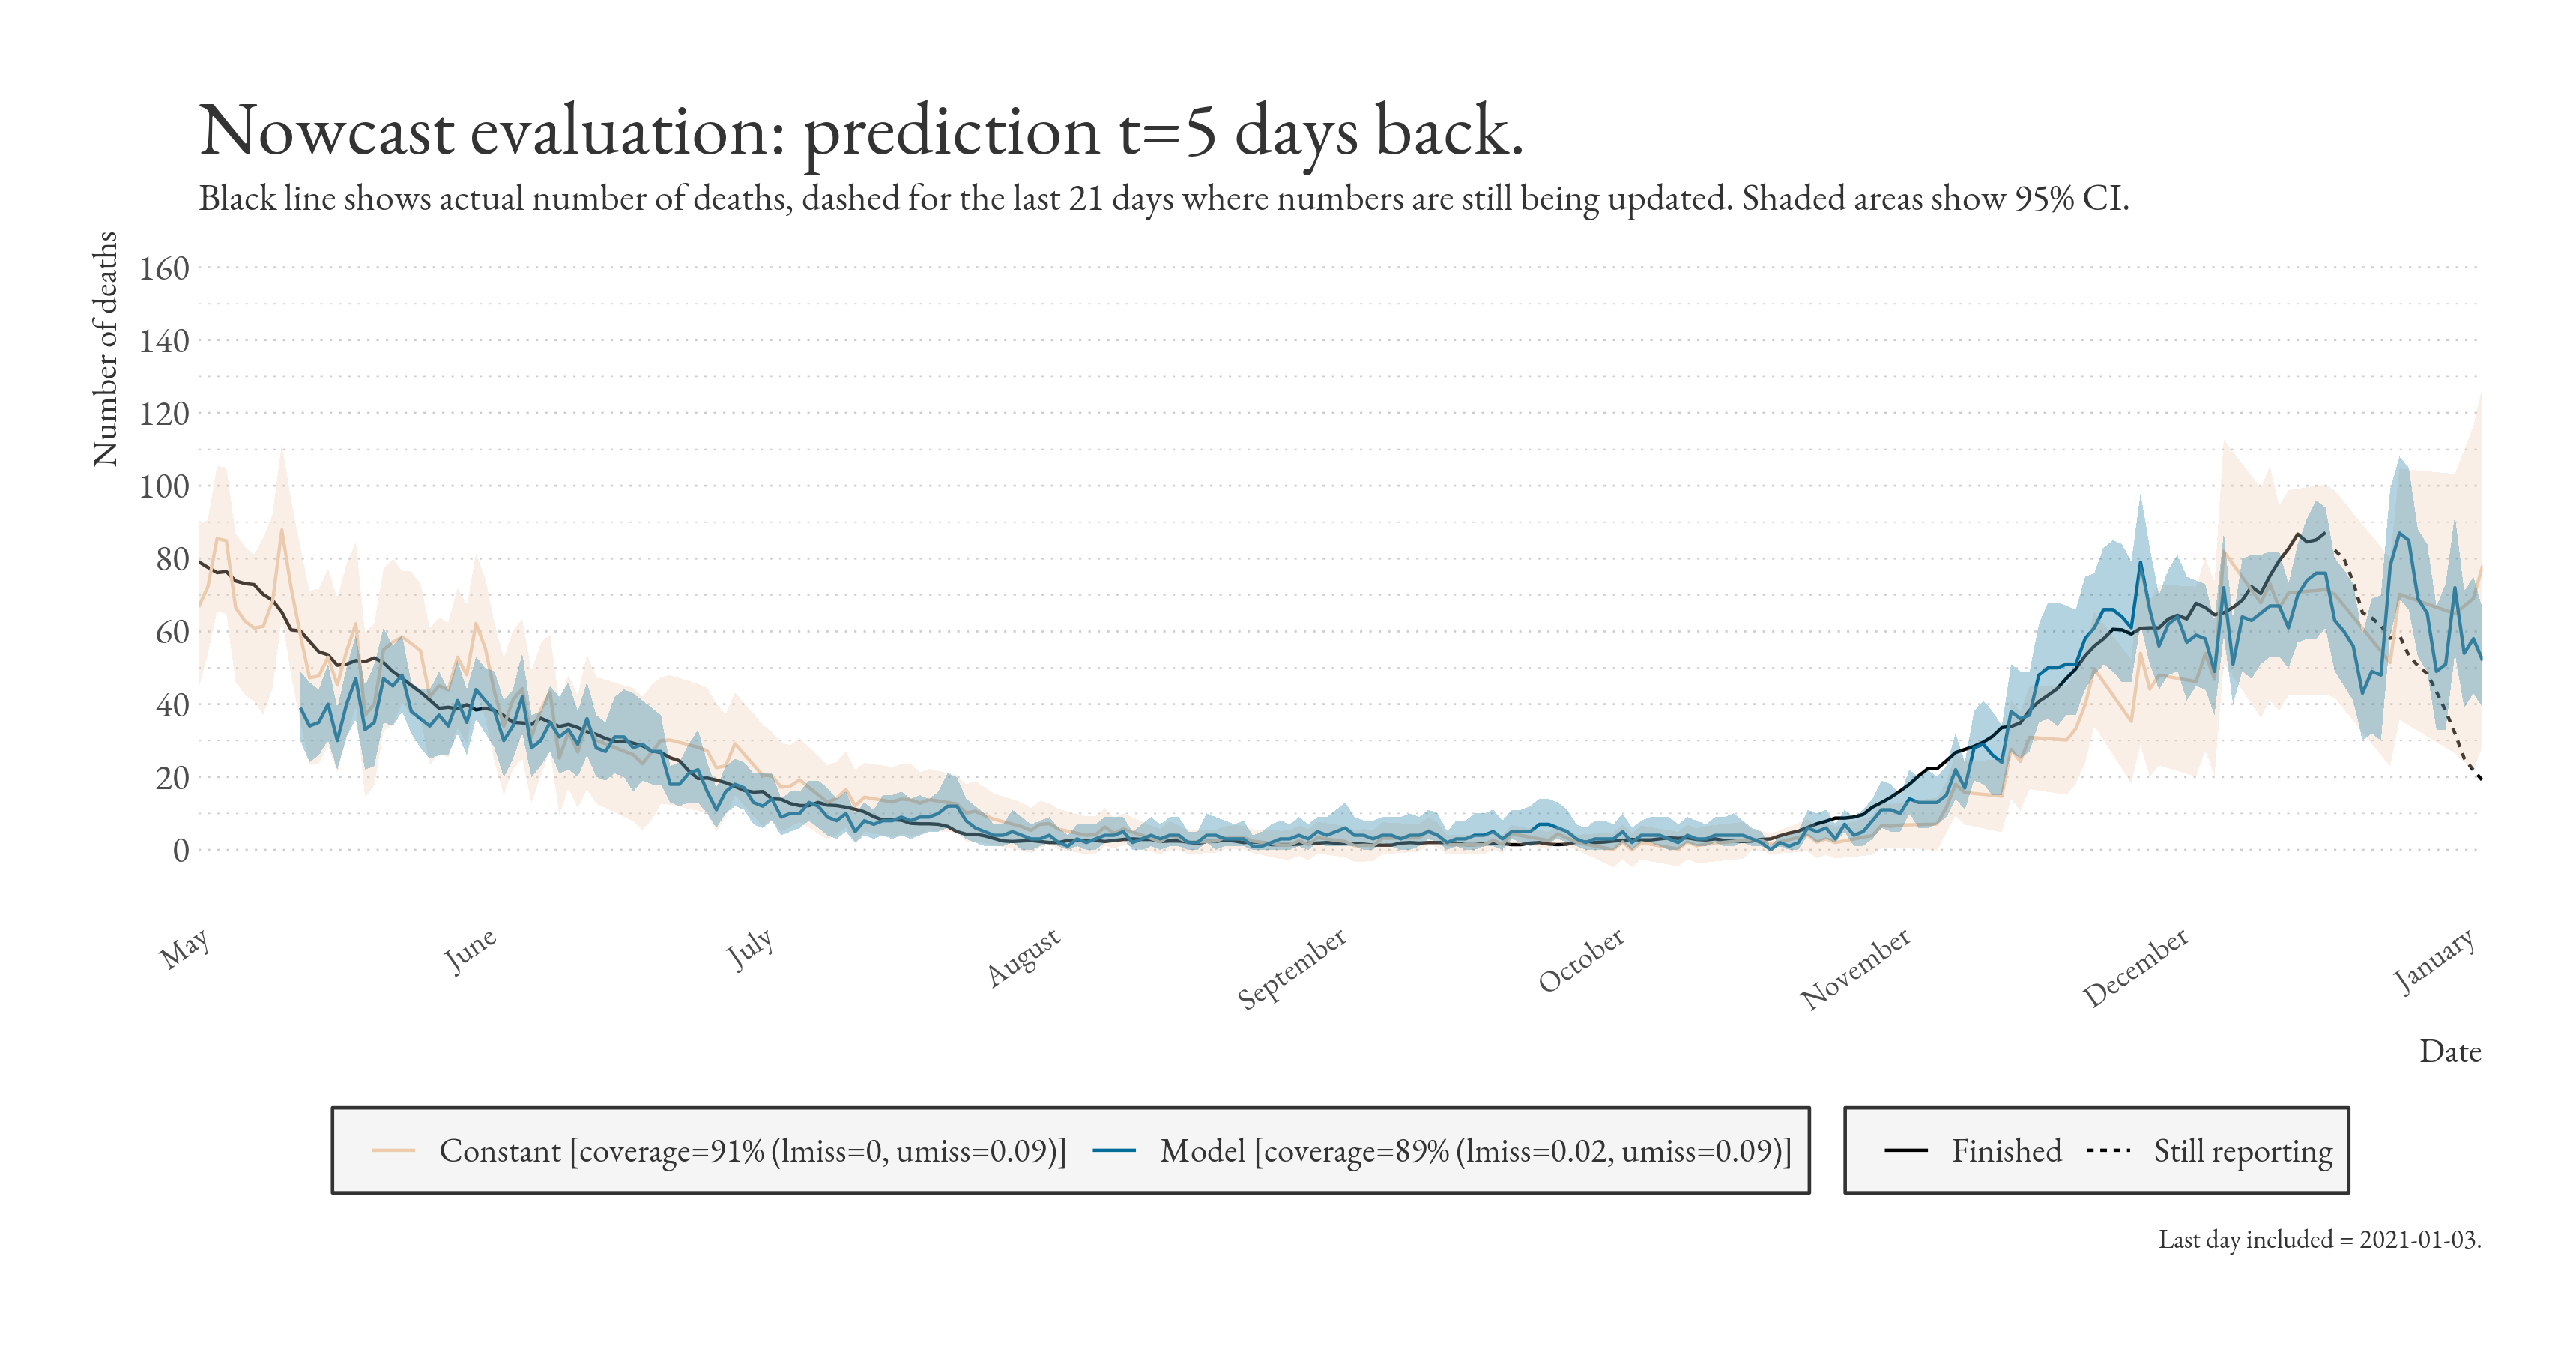 Nowcast evaluation: prediction t=5 days back.
Black line shows actual number of deaths, dashed for the last 21 days where numbers are still being updated. Shaded areas show 95% CI.
Number of deaths
160
140
120
100
80
60
40
20
0
May
June
July
August
September
October
November
December
January
Date
Constant [coverage=91% (lmiss=0, umiss=0.09)]
Model [coverage=89% (lmiss=0.02, umiss=0.09)]
Finished
Still reporting
Last day included = 2021-01-03.